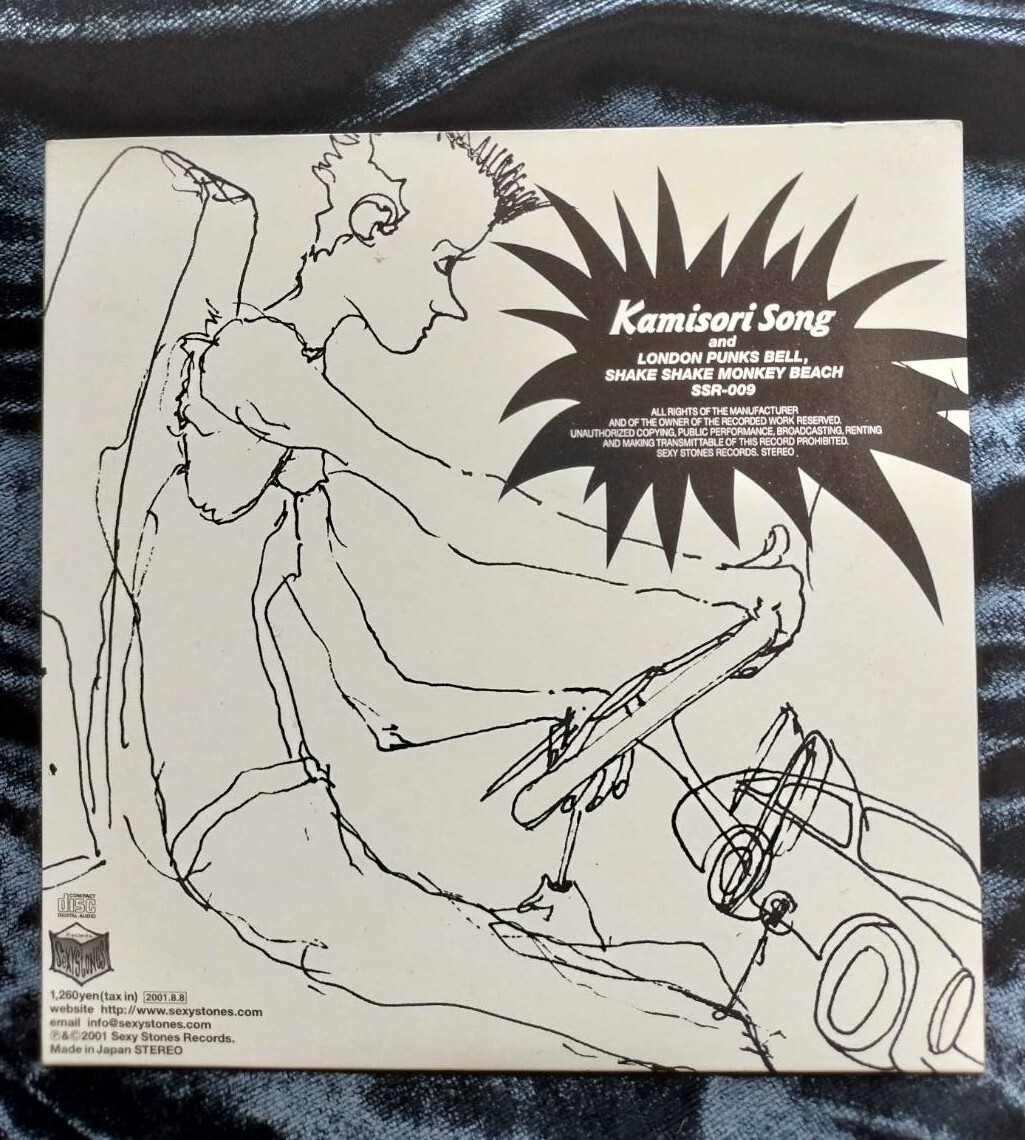 Kamisori Song
and
LONDON PUNKS BELL,
SHAKE SHAKE MONKEY BEACH
SSR-009
ALL RIGHTS OF THE MANUFACTURER
AND OF THE OWNER OF THE RECORDED WORK RESERVED.
UNAUTHORIZED COPYING, PUBLIC PERFORMANCE, BROADCASTING, RENTING
AND MAKING TRANSMITTABLE OF THIS RECORD PROHIBITED.
SEXY STONES RECORDS. STEREO.
COMPACT
disc
DIGITAL AUDIO
Records
SEXYSTONES
1,260yen(tax in) 2001.8.8
website http://www.sexystones.com
email info@sexystones.com
Ⓟ&©2001 Sexy Stones Records.
Made in Japan STEREO